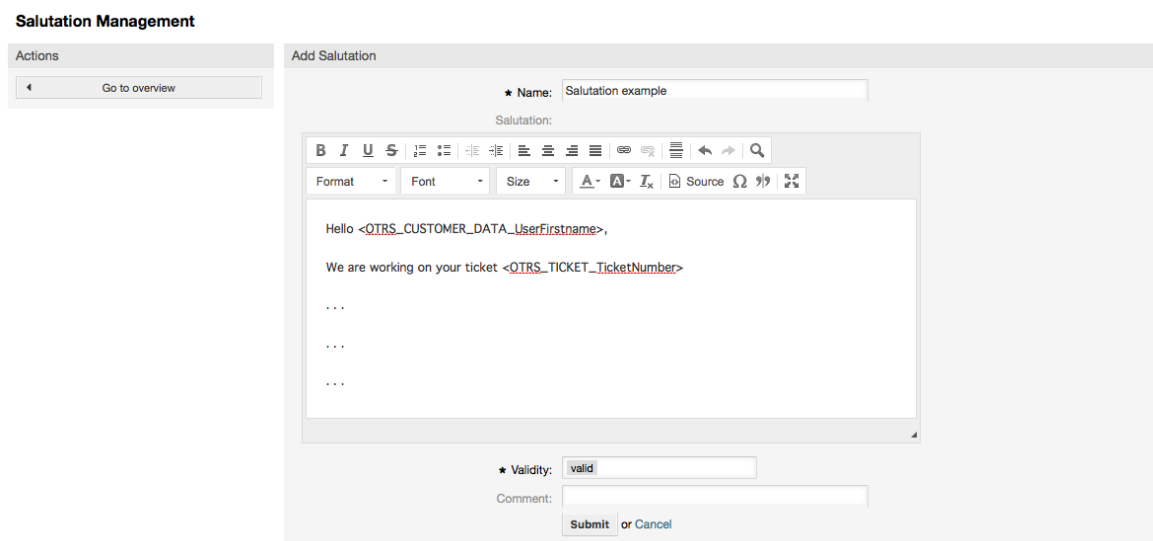 Salutation Management
Actions
Go to overview
Add Salutation
★ Name: Salutation example
Salutation:
B I U S
Format Font Size A A Ix Source Ω
Hello <OTRS_CUSTOMER_DATA_UserFirstname>,
We are working on your ticket <OTRS_TICKET_TicketNumber>
. . .
. . .
. . .
★ Validity: valid
Comment:
Submit or Cancel